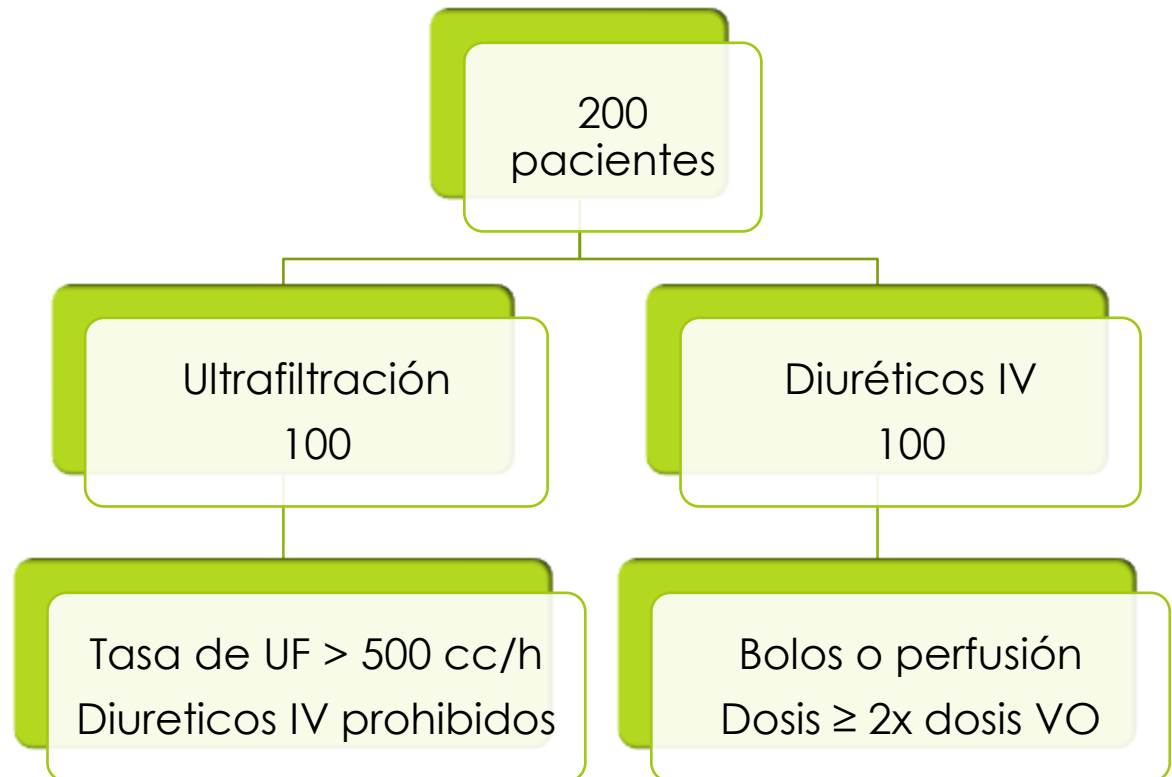 200
pacientes
Ultrafiltración
100
Diuréticos IV
100
Tasa de UF > 500 cc/h
Diureticos IV prohibidos
Bolos o perfusión
Dosis ≥ 2x dosis VO